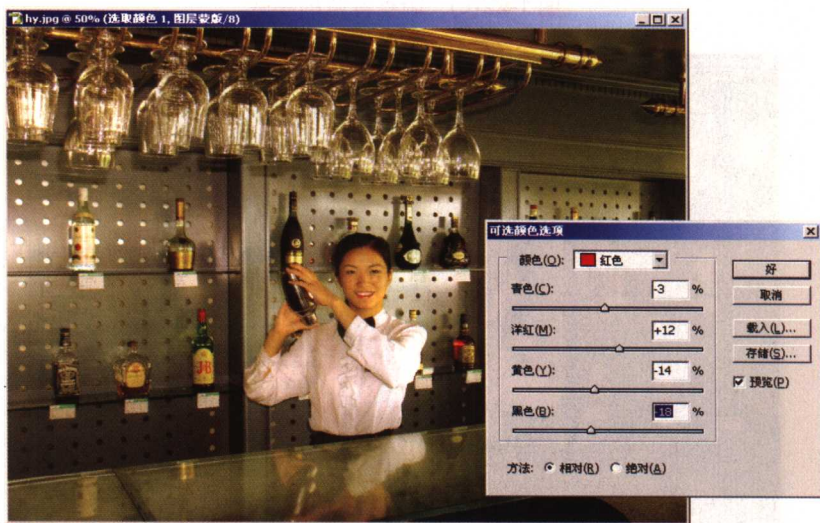 hy.jpg @ 50% (选取颜色 1, 图层蒙版/8)
可选颜色选项
颜色(O): 红色
好
青色(C): -3 %
取消
洋红(M): +12 %
载入(L)...
存储(S)...
黄色(Y): -14 %
预览(P)
黑色(B): -18 %
方法: 相对(R) 绝对(A)
J&B